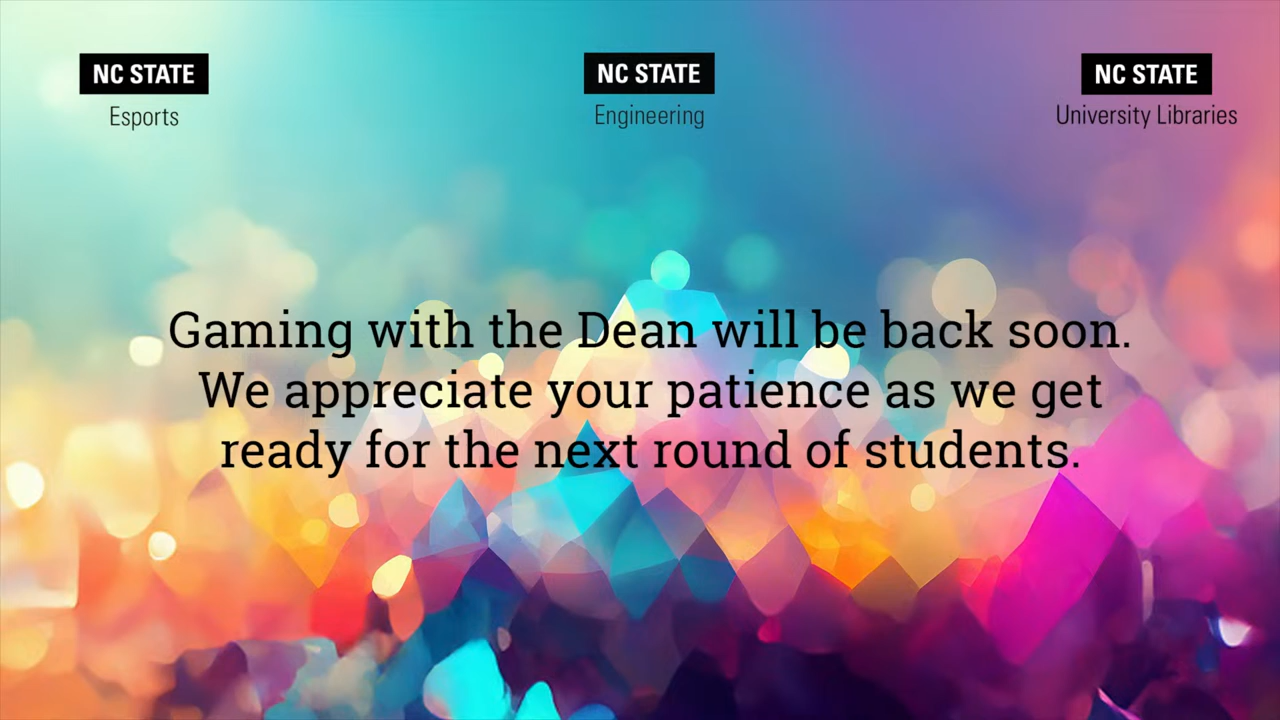 NC STATE
Esports
NC STATE
Engineering
NC STATE
University Libraries
Gaming with the Dean will be back soon.
We appreciate your patience as we get
ready for the next round of students.